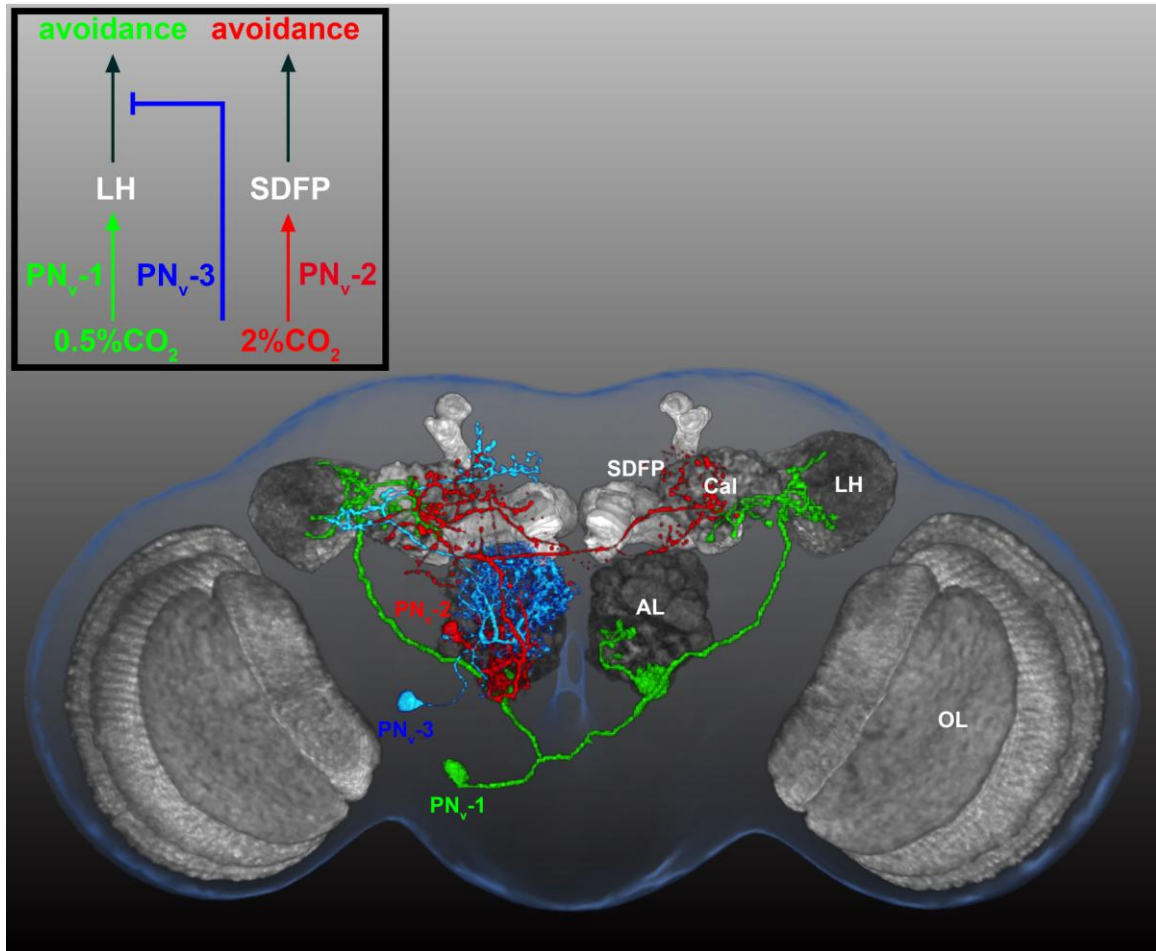 avoidance avoidance
LH SDFP
PNᵥ-1 PNᵥ-3 PNᵥ-2
0.5%CO₂ 2%CO₂
SDFP
Cal
LH
PNᵥ-2
AL
PNᵥ-3
OL
PNᵥ-1